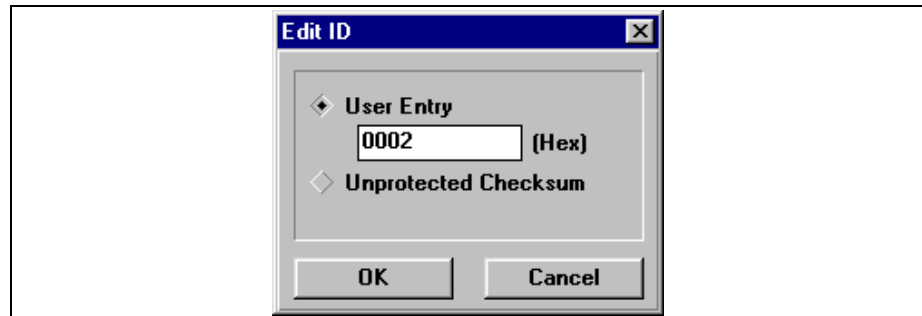 Edit ID
User Entry
0002 (Hex)
Unprotected Checksum
OK Cancel